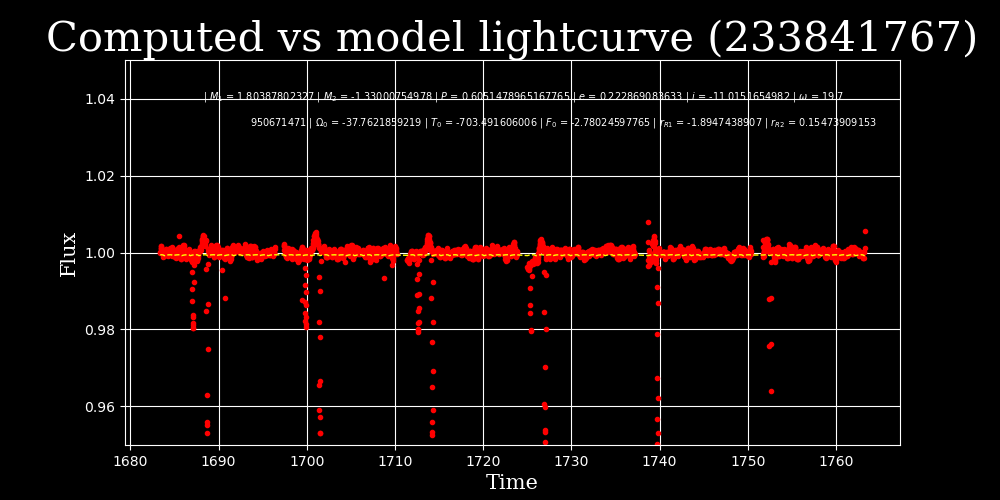 Computed vs model lightcurve (233841767)
| M₁ = 1.80387802327 | M₂ = -1.33000754978 | P = 0.6051478965167765 | e = 0.222869083633 | i = -11.0151654982 | ω = 19.7
950671471 | Ω₀ = -37.7621859219 | T₀ = -703.491606006 | F₀ = -2.78024597765 | r_R1 = -1.8947438907 | r_R2 = 0.15473909153
1.04
1.02
1.00
0.98
0.96
Flux
1680 1690 1700 1710 1720 1730 1740 1750 1760
Time